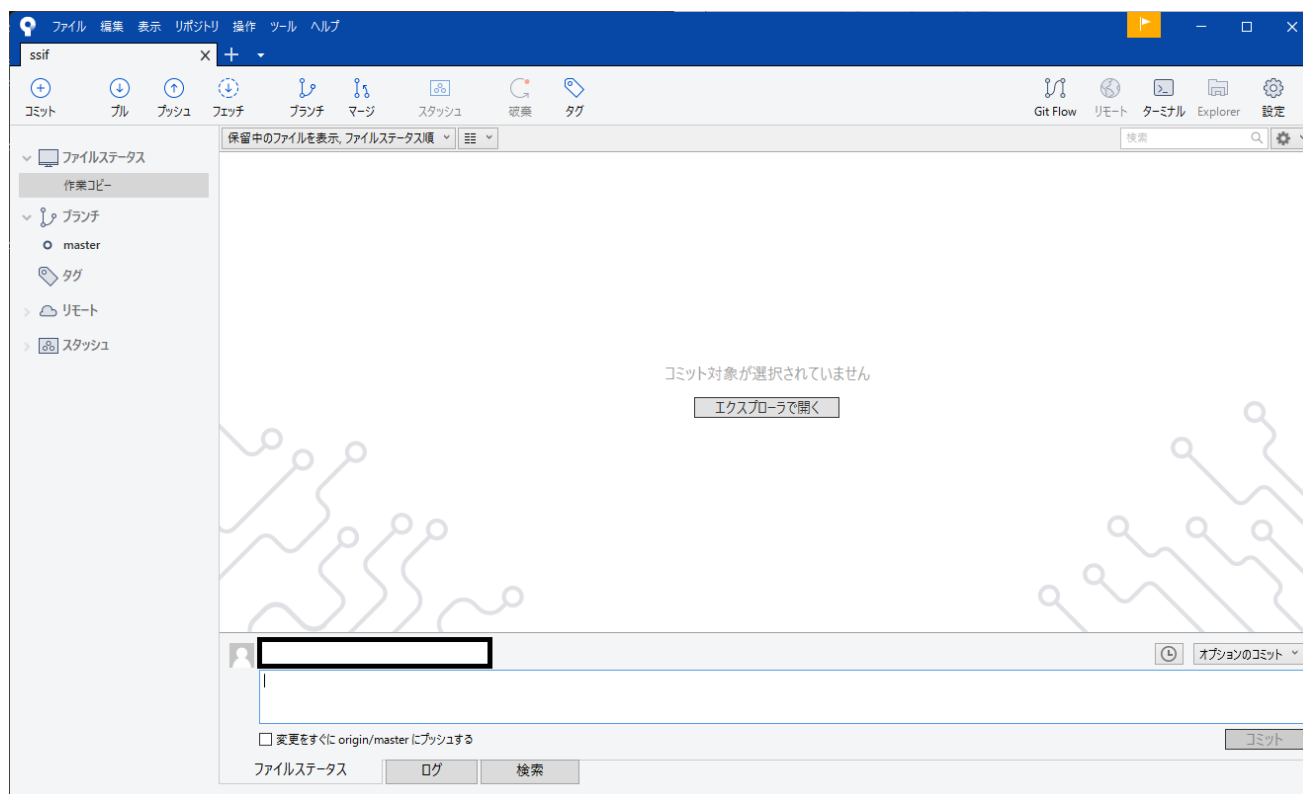 ファイル 編集 表示 リポジトリ 操作 ツール ヘルプ
ssif
コミット プル プッシュ フェッチ ブランチ マージ スタッシュ 破棄 タグ Git Flow リモート ターミナル Explorer 設定
保留中のファイルを表示, ファイルステータス順 検索
ファイルステータス
作業コピー
ブランチ
master
タグ
リモート
スタッシュ
コミット対象が選択されていません
エクスプローラで開く
オプションのコミット
変更をすぐに origin/master にプッシュする
コミット
ファイルステータス ログ 検索